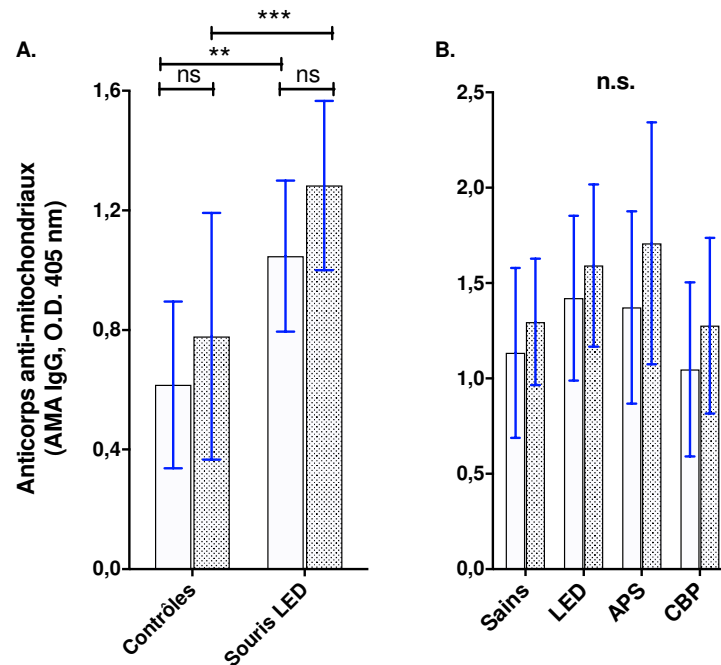 A.
***
**
ns
ns
Anticorps anti-mitochondriaux
(AMA IgG, O.D. 405 nm)
1,6
1,2
0,8
0,4
0,0
Contrôles
Souris LED
B.
n.s.
2,5
2,0
1,5
1,0
0,5
0,0
Sains
LED
APS
CBP